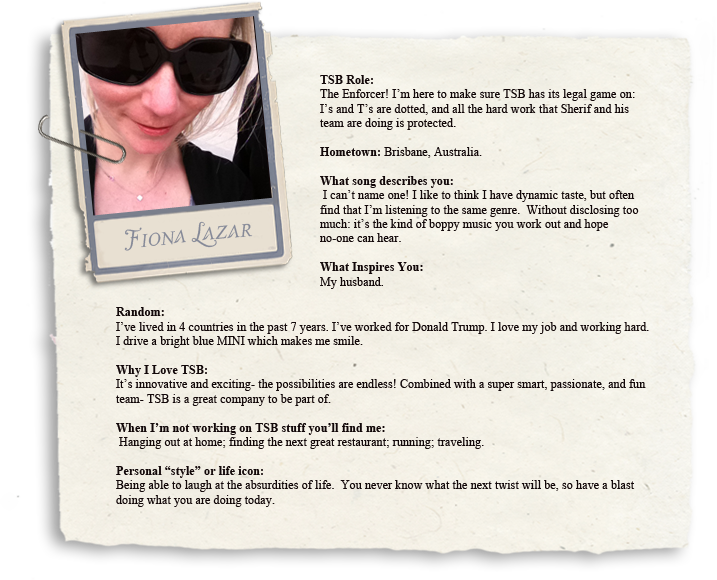 FIONA LAZAR
TSB Role:
The Enforcer! I’m here to make sure TSB has its legal game on:
I’s and T’s are dotted, and all the hard work that Sherif and his
team are doing is protected.
Hometown: Brisbane, Australia.
What song describes you:
I can’t name one! I like to think I have dynamic taste, but often
find that I’m listening to the same genre.  Without disclosing too
much: it’s the kind of boppy music you work out and hope
no-one can hear.
What Inspires You:
My husband.
Random:
I’ve lived in 4 countries in the past 7 years. I’ve worked for Donald Trump. I love my job and working hard.
I drive a bright blue MINI which makes me smile.
Why I Love TSB:
It’s innovative and exciting- the possibilities are endless! Combined with a super smart, passionate, and fun
team- TSB is a great company to be part of.
When I’m not working on TSB stuff you’ll find me:
Hanging out at home; finding the next great restaurant; running; traveling.
Personal “style” or life icon:
Being able to laugh at the absurdities of life.  You never know what the next twist will be, so have a blast
doing what you are doing today.